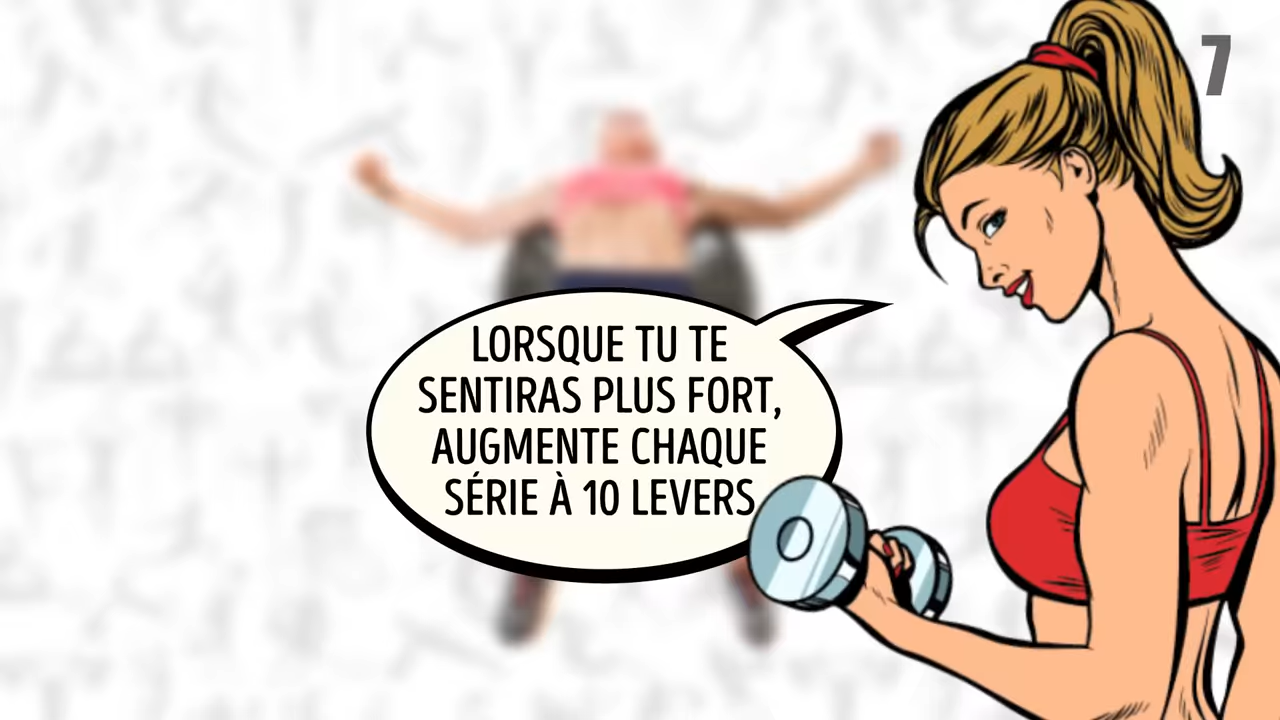 7
LORSQUE TU TE
SENTIRAS PLUS FORT,
AUGMENTE CHAQUE
SÉRIE À 10 LEVERS